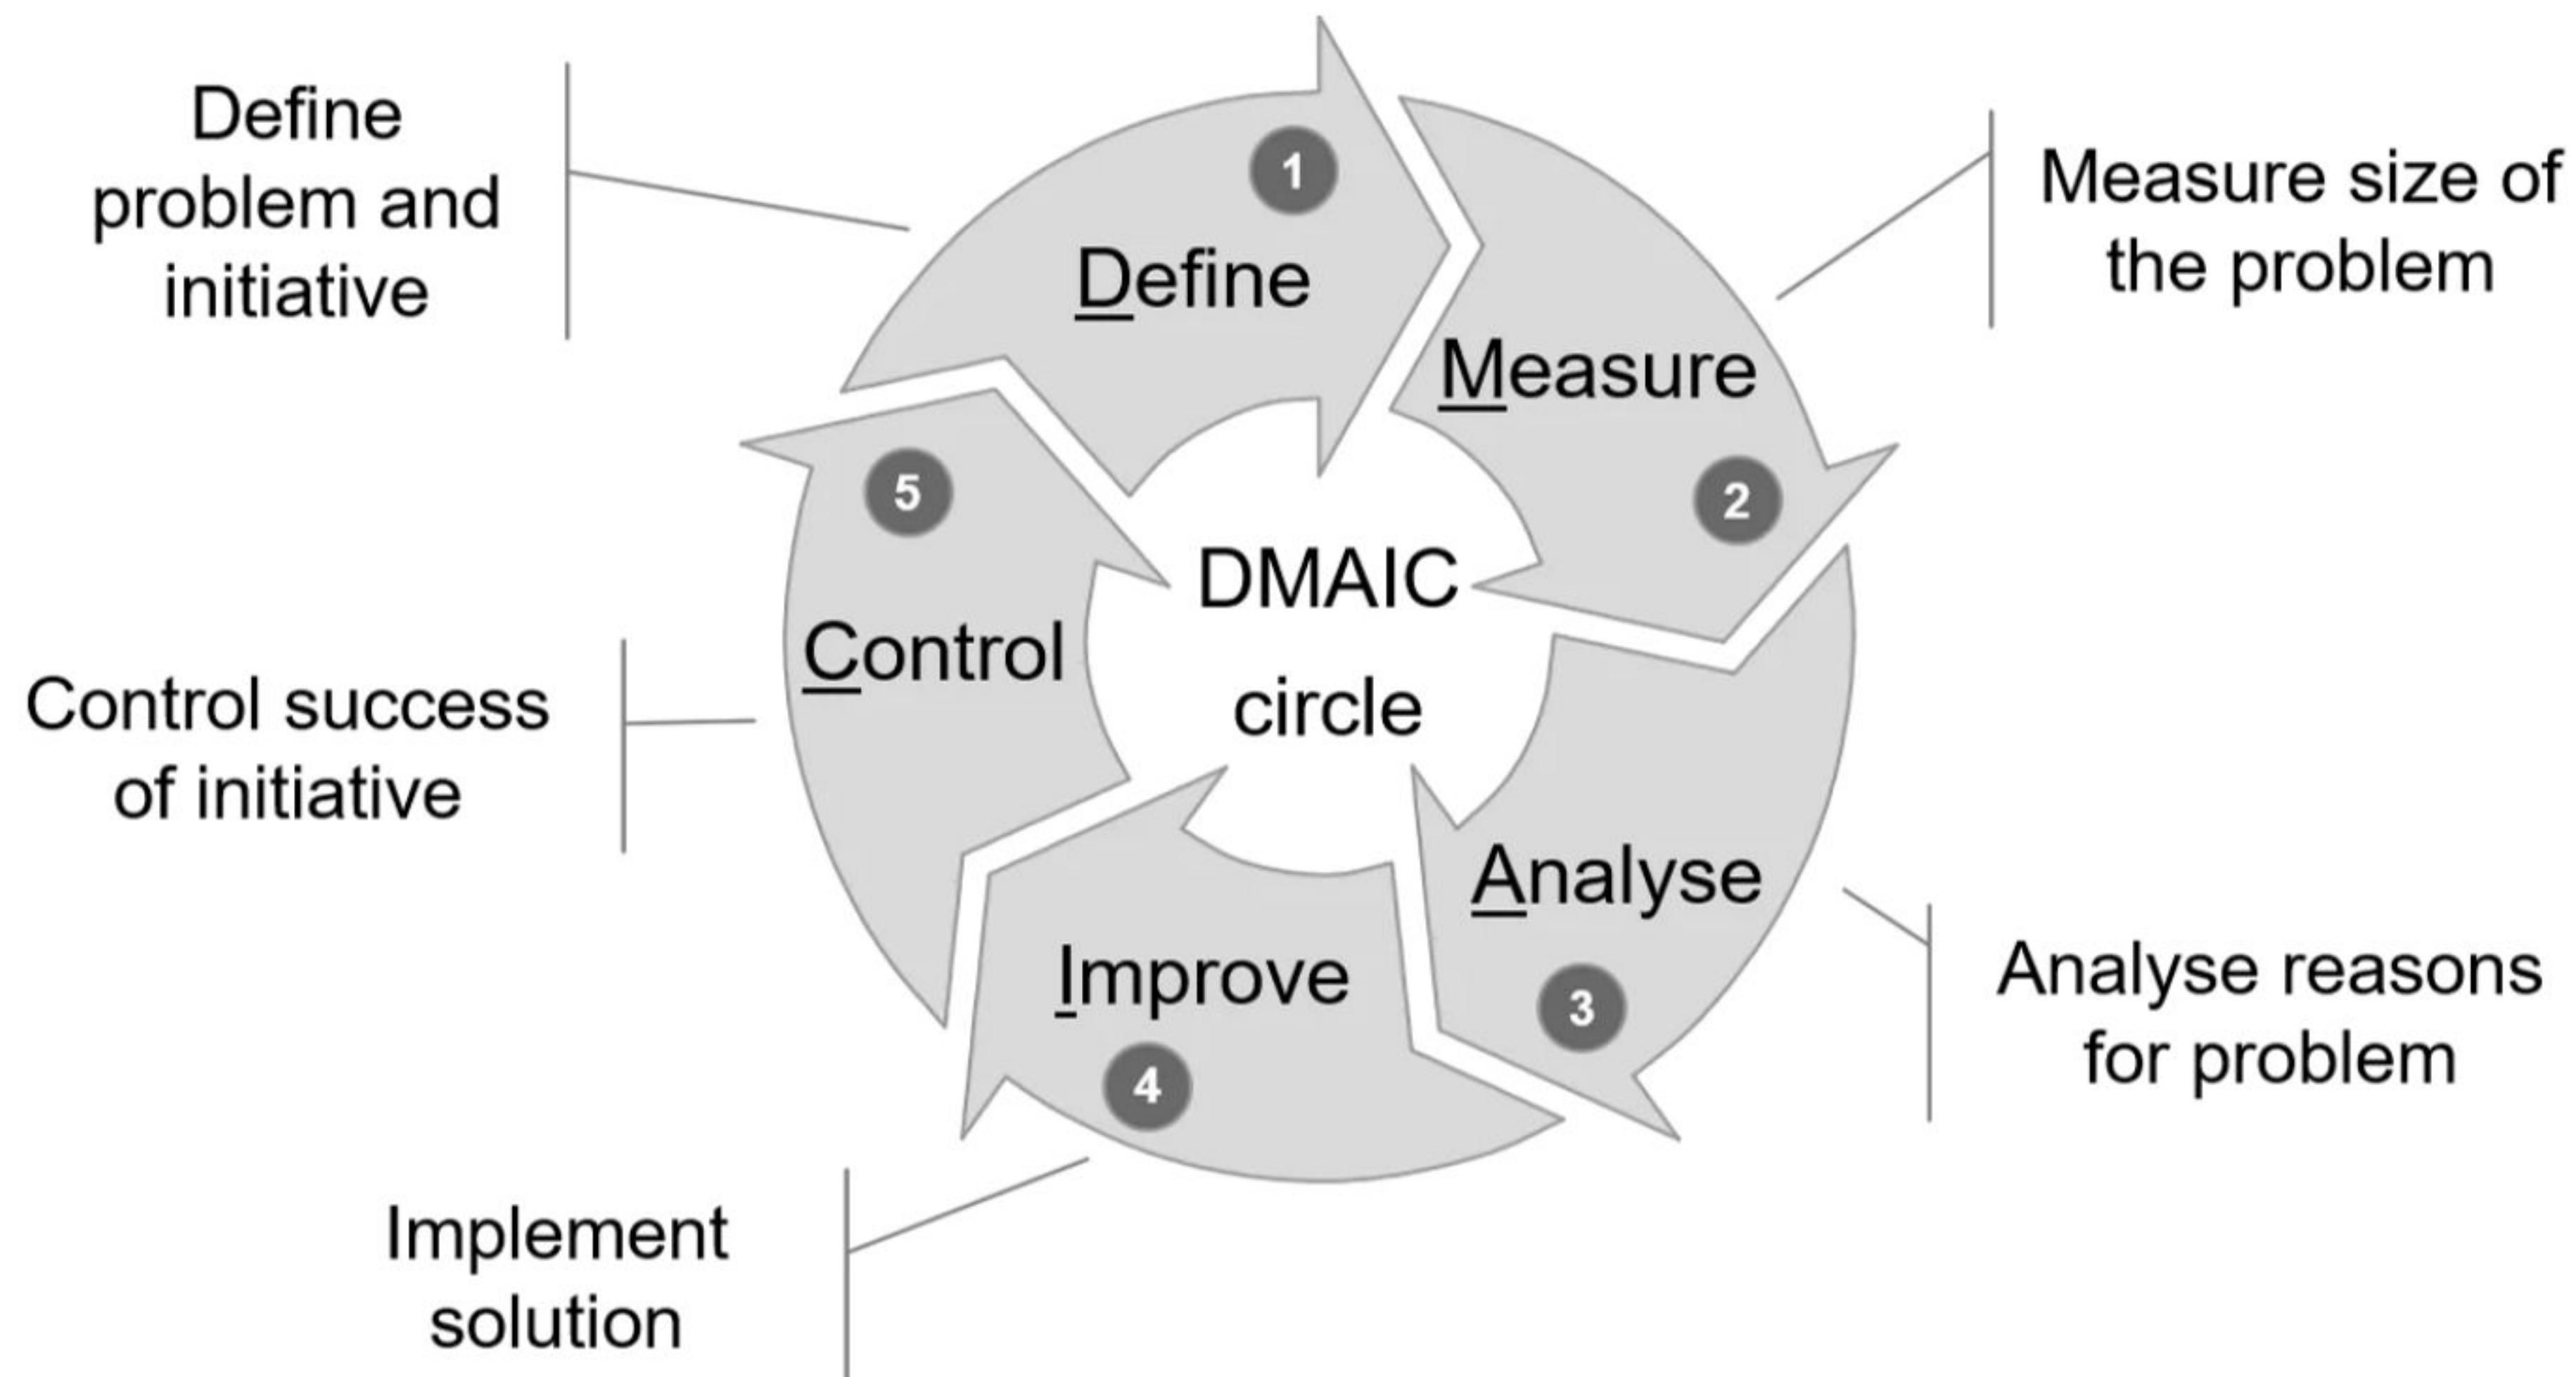 Define
problem and
initiative
1
Define
Measure size of
the problem
Measure
2
5
Control
DMAIC
circle
Control success
of initiative
Analyse
3
Analyse reasons
for problem
Improve
4
Implement
solution